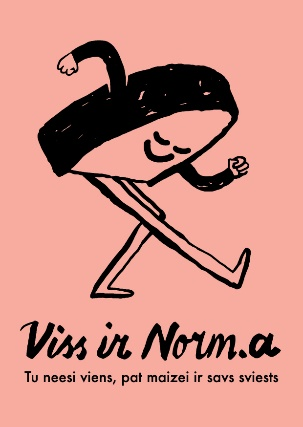 Viss ir Norm.a
Tu neesi viens, pat maizei ir savs sviests